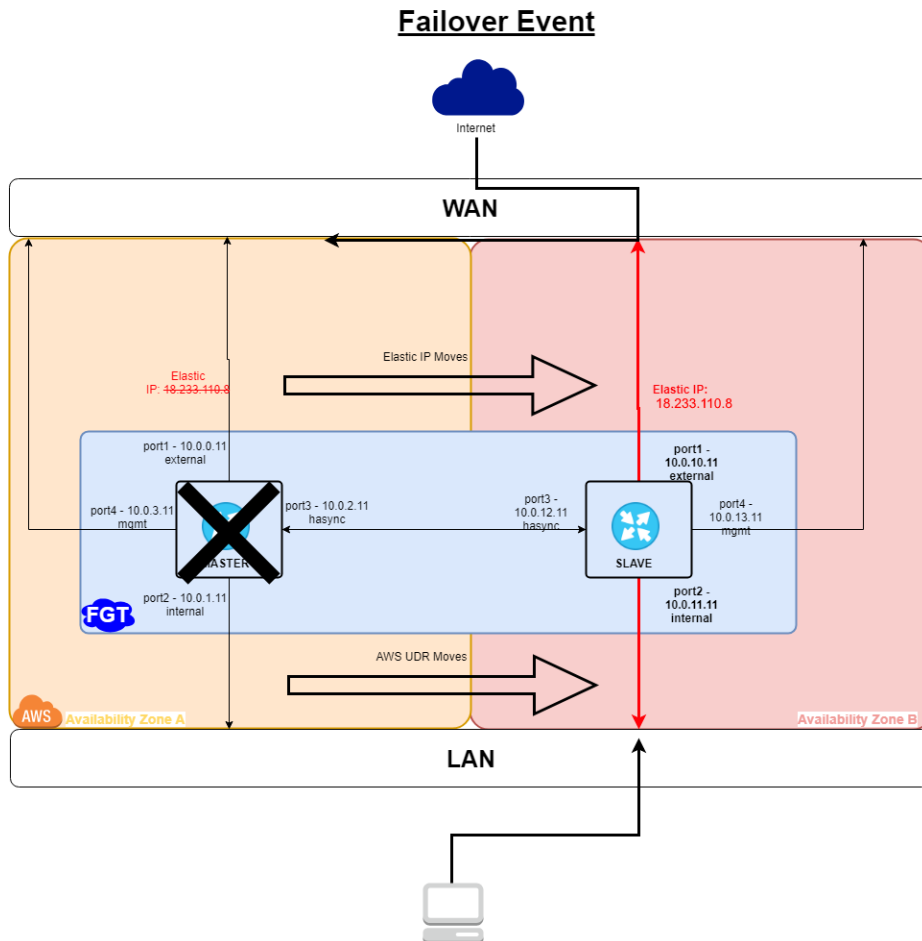 Failover Event
Internet
WAN
Elastic IP Moves
Elastic
IP: 18.233.110.8
Elastic IP:
18.233.110.8
port1 - 10.0.0.11
external
port1 -
10.0.10.11
external
port4 - 10.0.3.11
mgmt
port3 - 10.0.2.11
hasync
port3 -
10.0.12.11
hasync
port4 -
10.0.13.11
mgmt
MASTER
SLAVE
port2 - 10.0.1.11
internal
port2 -
10.0.11.11
internal
FGT
AWS UDR Moves
AWS
Availability Zone A
Availability Zone B
LAN